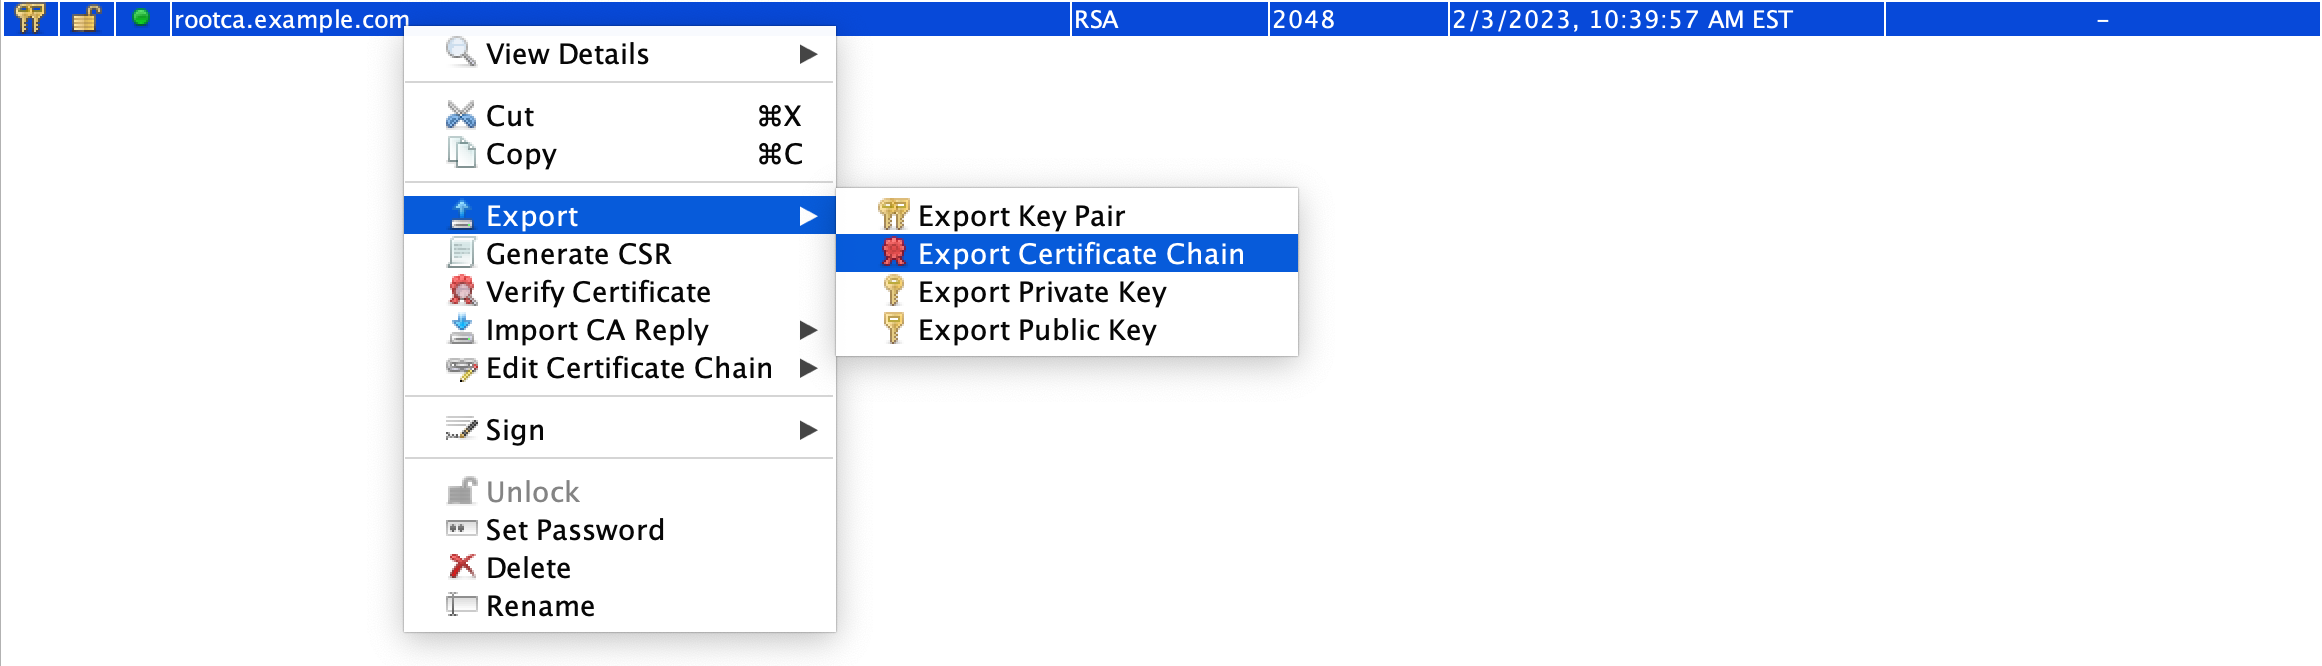 rootca.example.com RSA 2048 2/3/2023, 10:39:57 AM EST –
View Details
Cut ⌘X
Copy ⌘C
Export
Generate CSR
Verify Certificate
Import CA Reply
Edit Certificate Chain
Sign
Unlock
Set Password
Delete
Rename
Export Key Pair
Export Certificate Chain
Export Private Key
Export Public Key